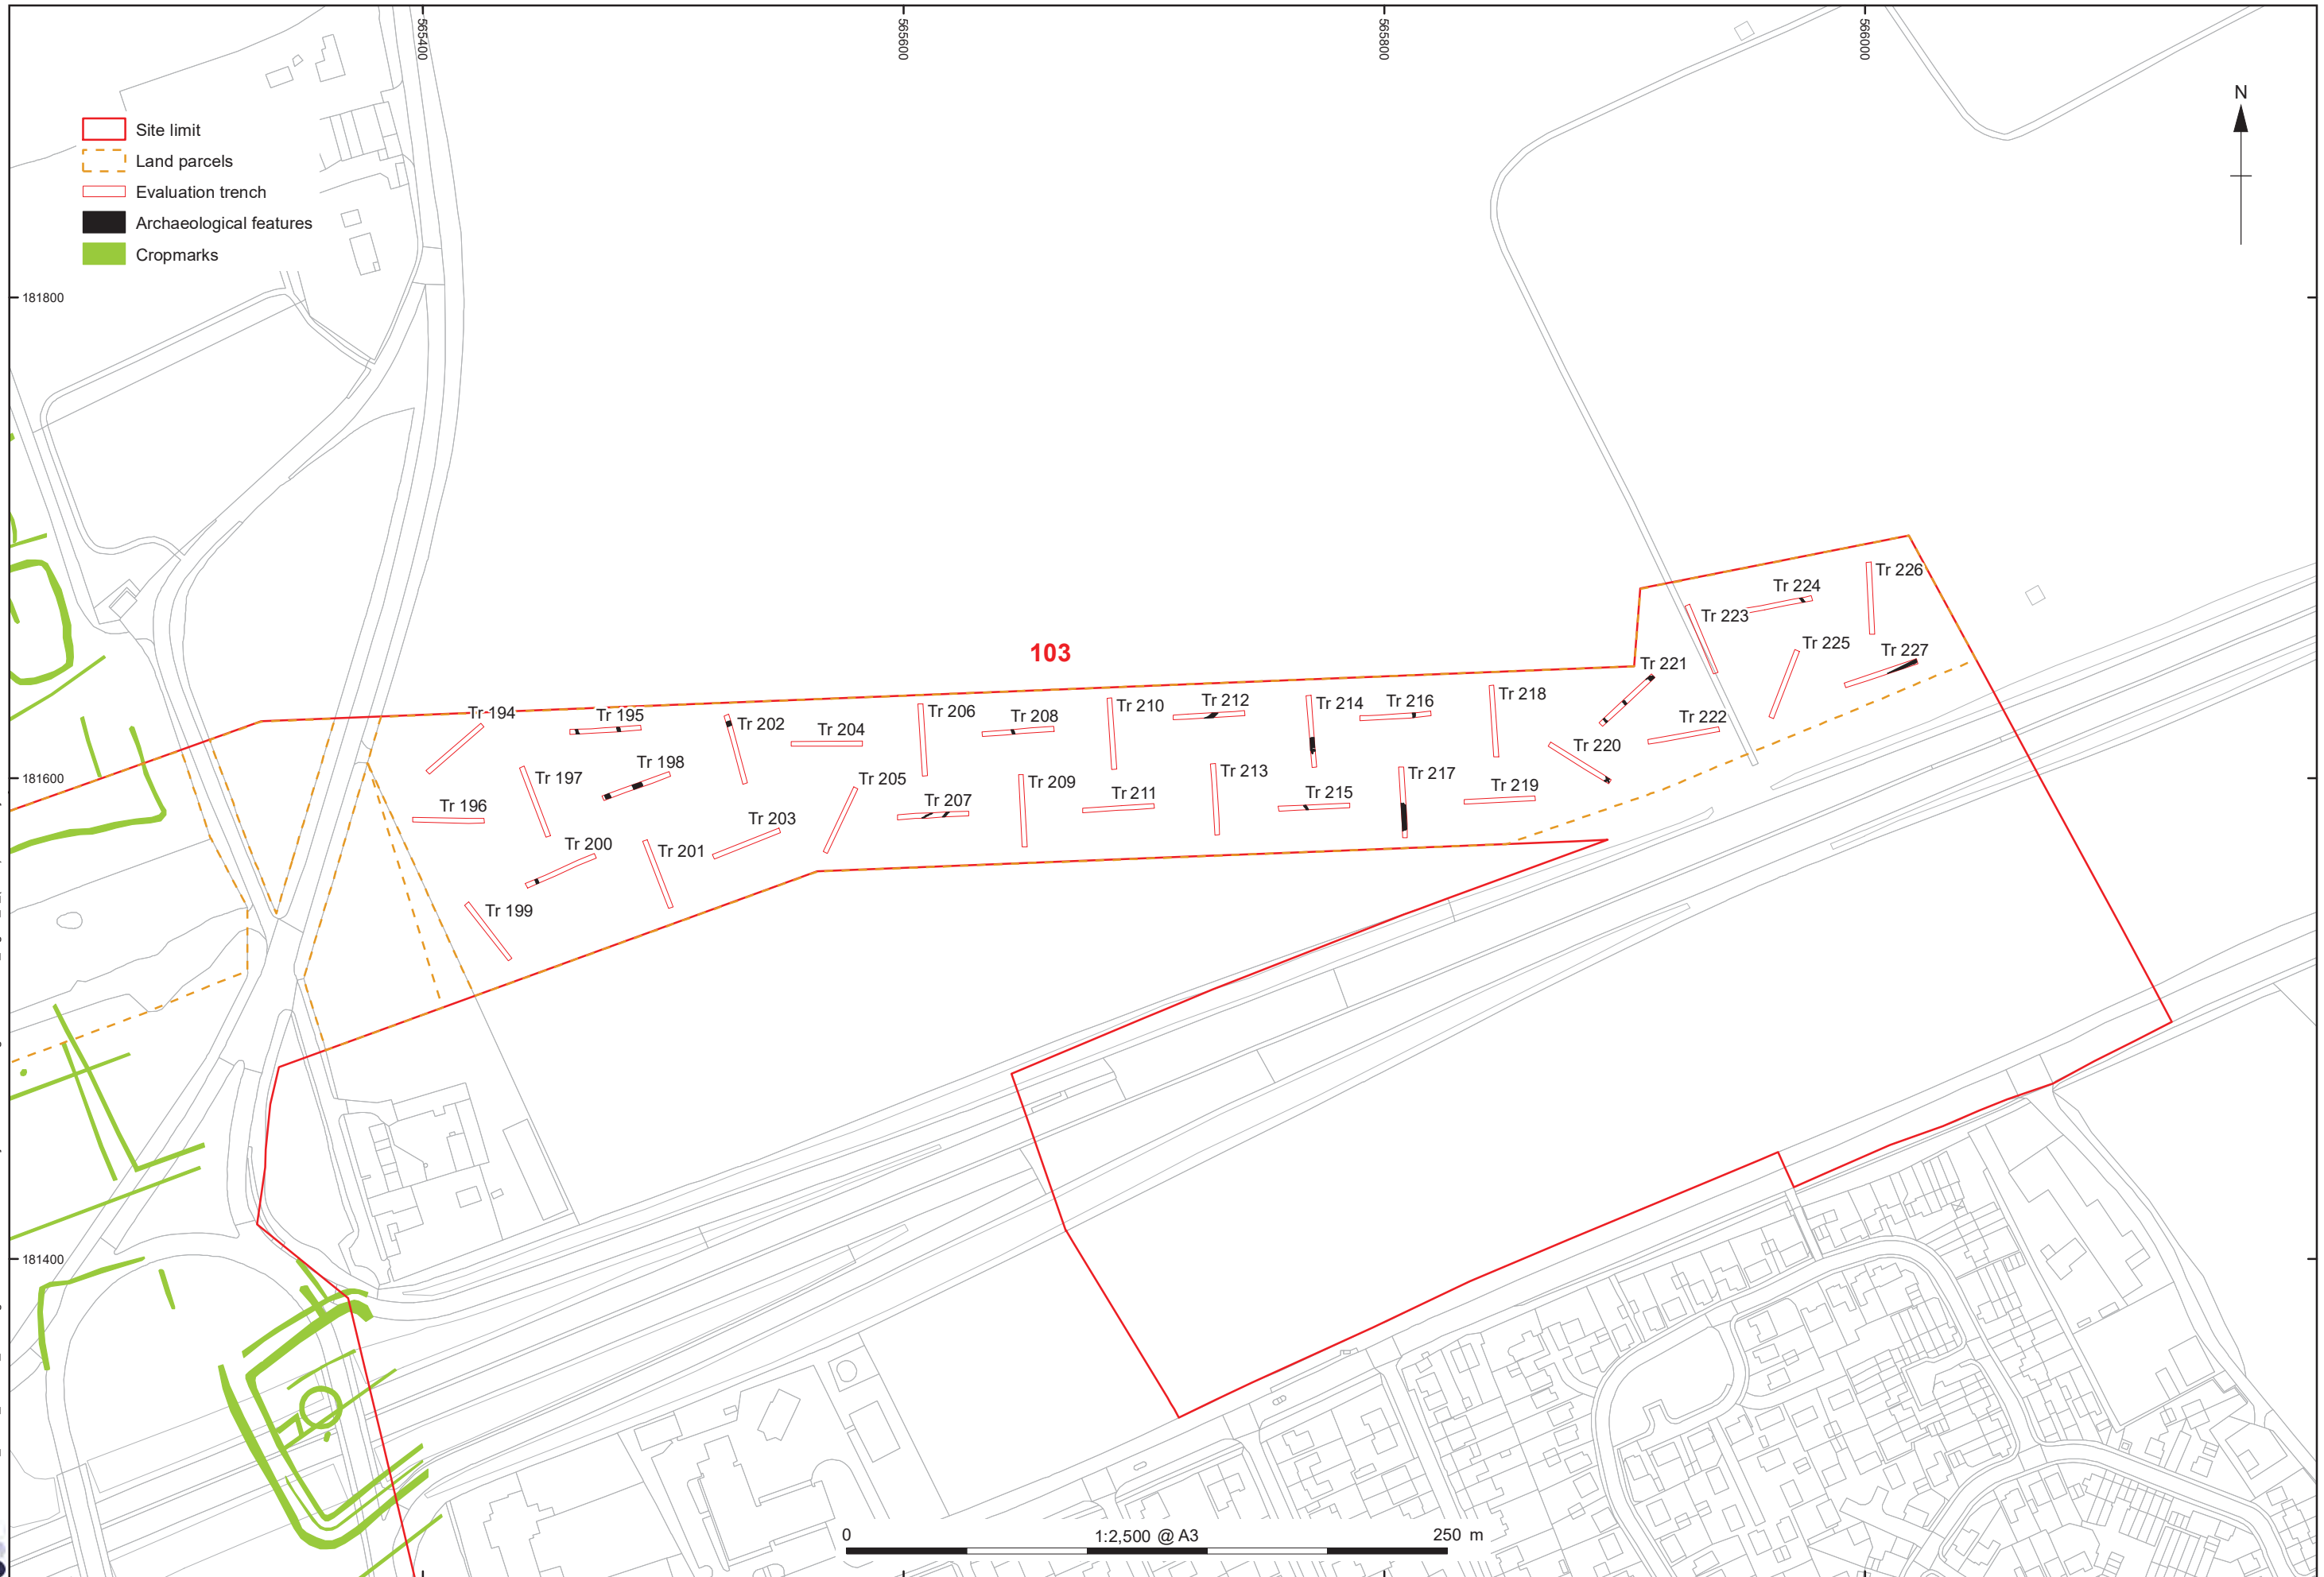 565400
565600
565800
566000
N
Site limit
Land parcels
Evaluation trench
Archaeological features
Cropmarks
181800
Tr 226
Tr 224
Tr 223
Tr 225
Tr 227
103
Tr 221
Tr 218
Tr 216
Tr 214
Tr 212
Tr 210
Tr 208
Tr 206
Tr 204
Tr 202
Tr 195
Tr 194
Tr 222
Tr 220
Tr 198
181600
Tr 197
Tr 205
Tr 209
Tr 213
Tr 217
Tr 219
Tr 215
Tr 211
Tr 207
Tr 196
Tr 203
Tr 200
Tr 201
Tr 199
181400
0
1:2,500 @ A3
250 m